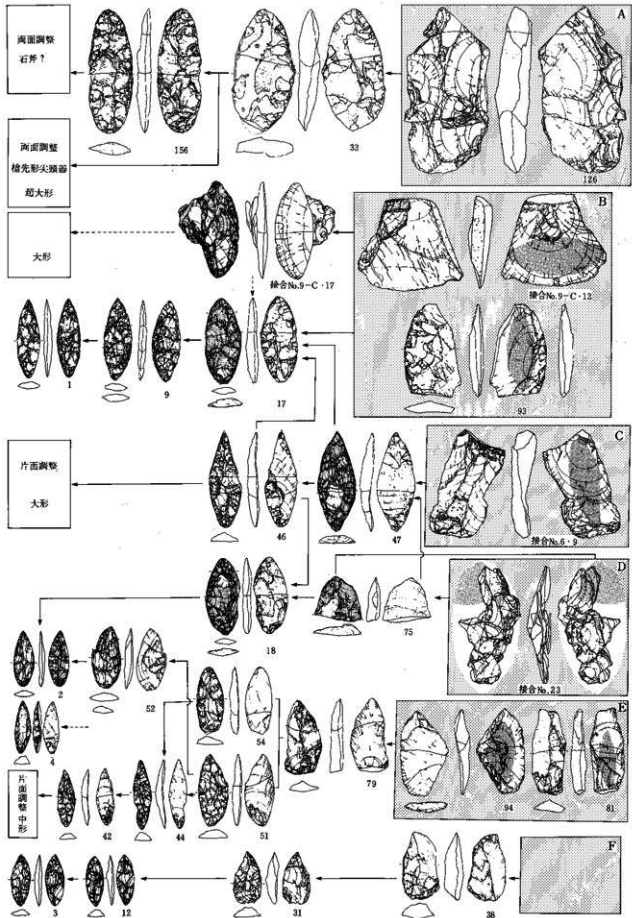 両面調整
石斧?
156
33
A
126
両面調整
槍先形尖頭器
超大形
大形
接合No.9-C・17
B
接合No.9-C・12
93
1
9
17
片面調整
大形
46
47
C
接合No.6・9
18
75
D
接合No.23
2
52
4
54
79
E
94
81
片面調整
中形
42
44
51
3
12
31
38
F